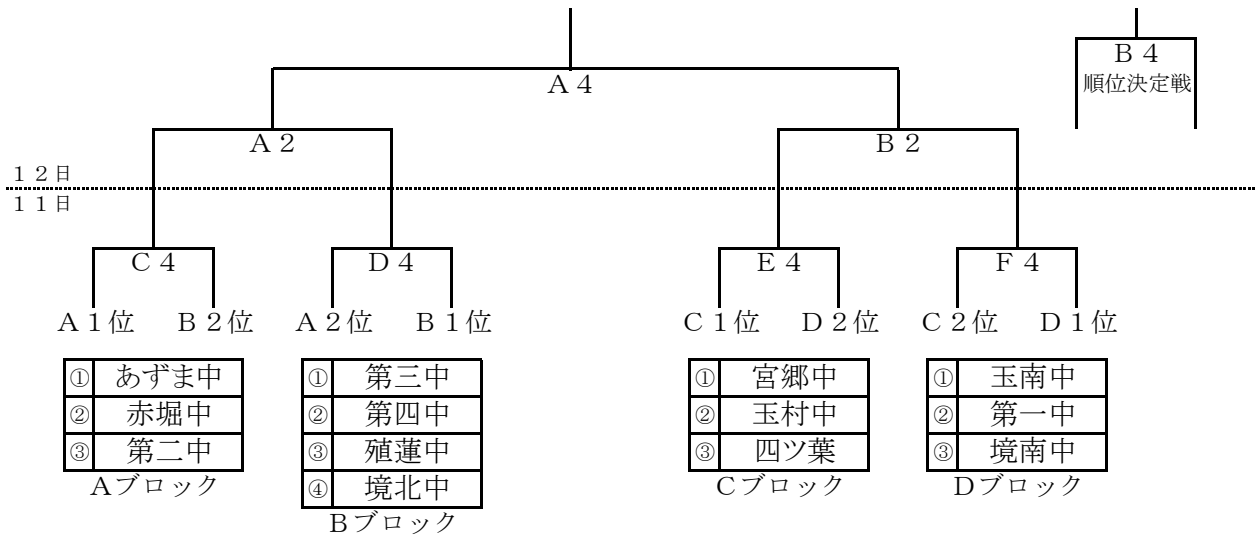 Ｂ４
順位決定戦
Ａ４
Ａ２ Ｂ２
１２日
１１日
Ｃ４ Ｄ４ Ｅ４ Ｆ４
Ａ１位 Ｂ２位 Ａ２位 Ｂ１位 Ｃ１位 Ｄ２位 Ｃ２位 Ｄ１位
① あずま中 ① 第三中 ① 宮郷中 ① 玉南中
② 赤堀中 ② 第四中 ② 玉村中 ② 第一中
③ 第二中 ③ 殖蓮中 ③ 四ツ葉 ③ 境南中
Ａブロック ④ 境北中 Ｃブロック Ｄブロック
Ｂブロック